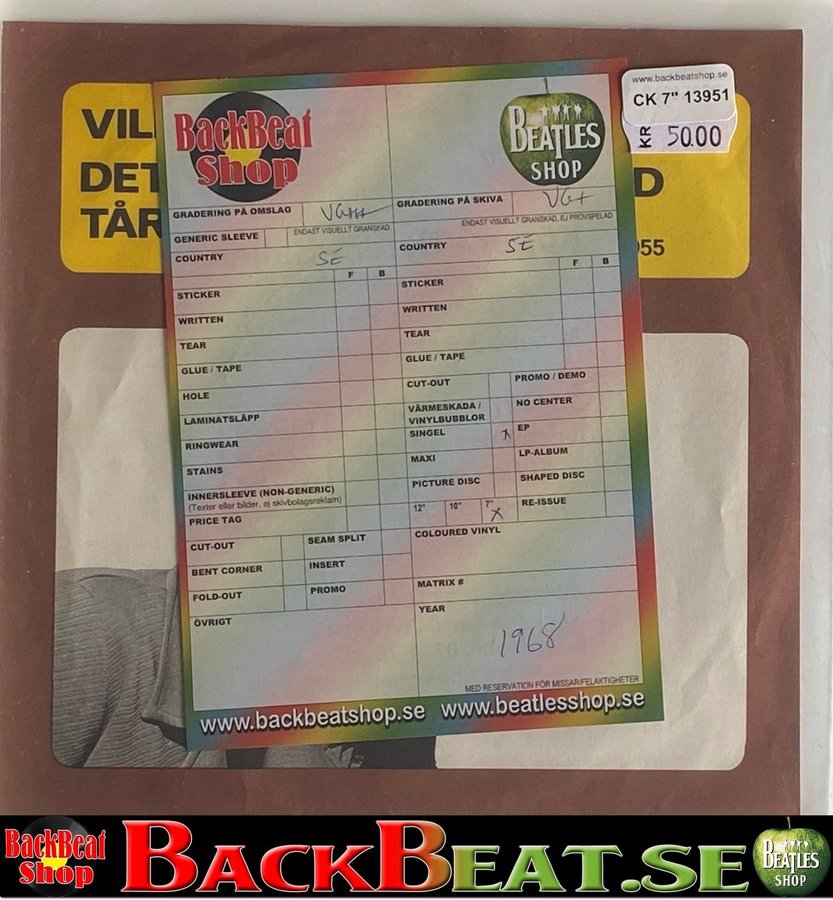 www.backbeatshop.se
CK 7" 13951
KR 50.00
VIL
DET
TÅR
D
955
BackBeat
Shop
BEATLES
SHOP
GRADERING PÅ OMSLAG
GENERIC SLEEVE
ENDAST VISUELLT GRANSKAD
COUNTRY SE
F B
STICKER
WRITTEN
TEAR
GLUE / TAPE
HOLE
LAMINATSLÄPP
RINGWEAR
STAINS
INNERSLEEVE (NON-GENERIC)
(Texter eller bilder, ej skivbolagsreklam)
PRICE TAG
CUT-OUT SEAM SPLIT
BENT CORNER INSERT
FOLD-OUT PROMO
ÖVRIGT
GRADERING PÅ SKIVA VG+
ENDAST VISUELLT GRANSKAD, EJ PROVSPELAD
COUNTRY SE
F B
STICKER
WRITTEN
TEAR
GLUE / TAPE
CUT-OUT PROMO / DEMO
VÄRMESKADA / NO CENTER
VINYLBUBBLOR
SINGEL X EP
MAXI LP-ALBUM
PICTURE DISC SHAPED DISC
12" 10" 7" X RE-ISSUE
COLOURED VINYL
MATRIX #
YEAR
1968
MED RESERVATION FÖR MISSAR/FELAKTIGHETER
www.backbeatshop.se www.beatlesshop.se
BackBeat
Shop
BACKBEAT.SE
BEATLES
SHOP